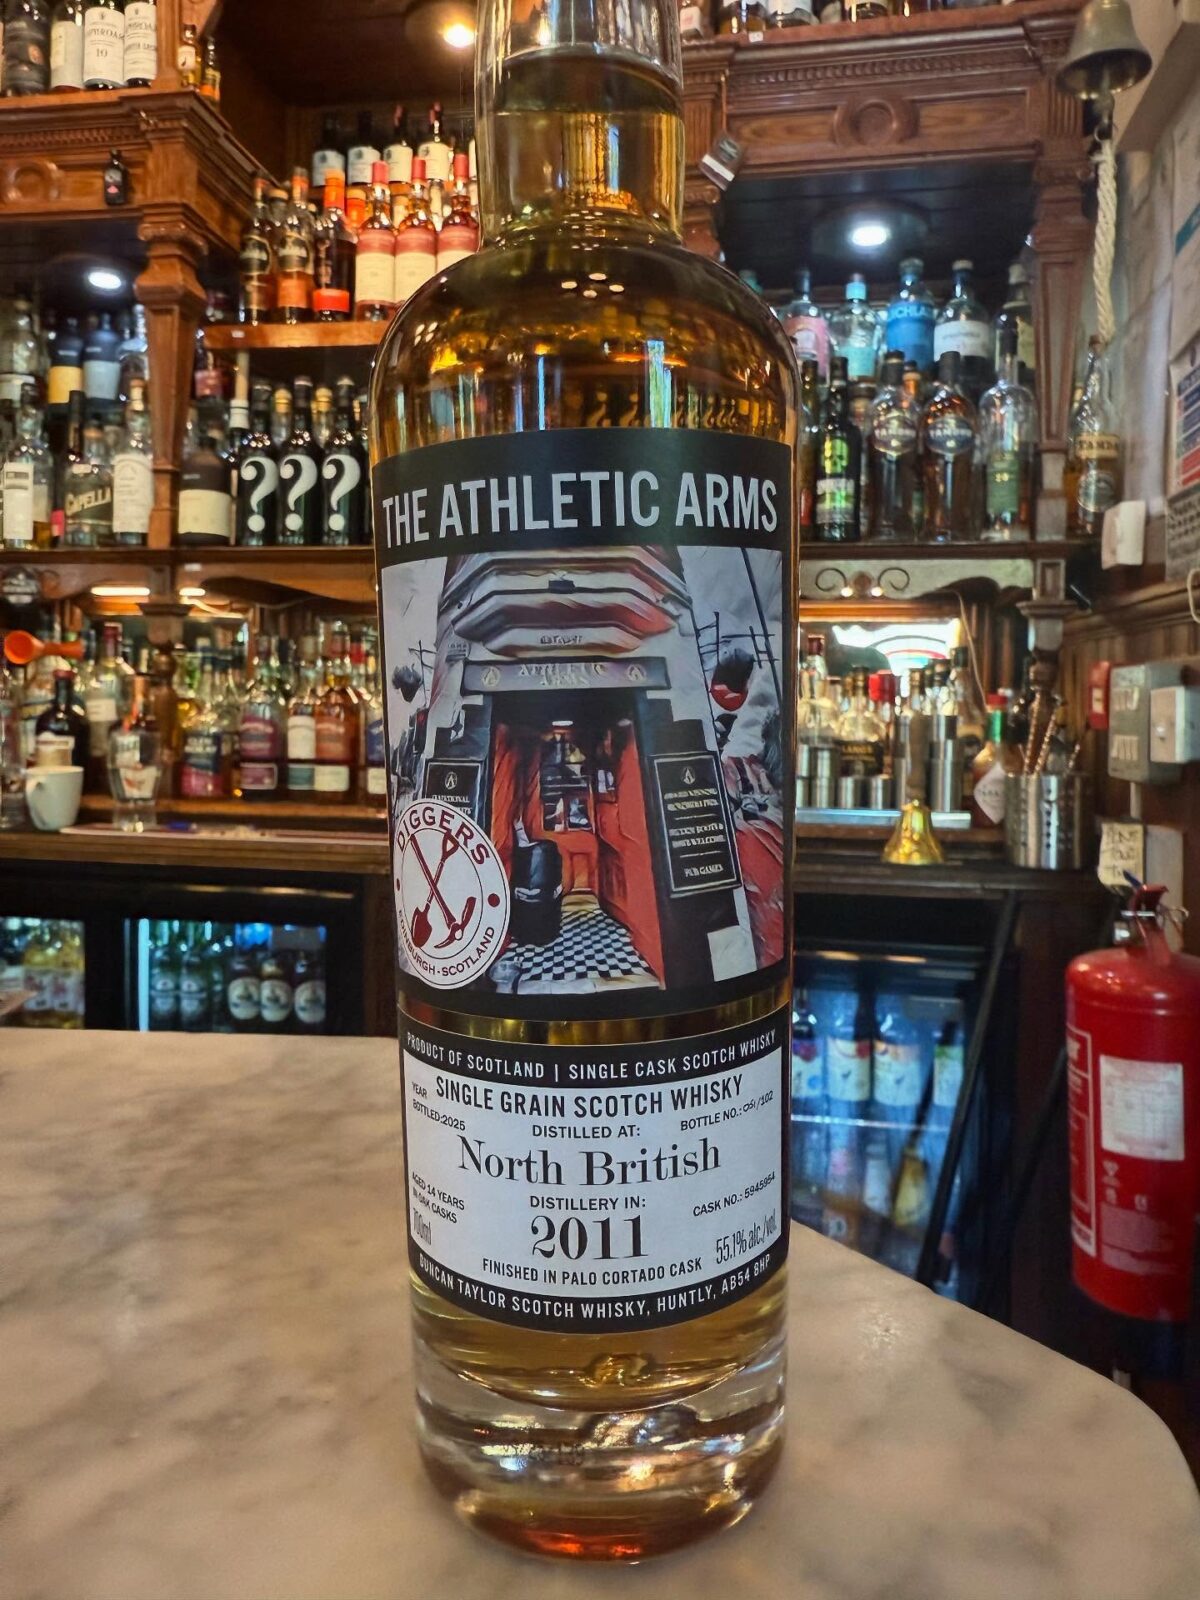 THE ATHLETIC ARMS
ATHLETIC
ARMS
PUB GAMES
DIGGERS
EDINBURGH · SCOTLAND
PRODUCT OF SCOTLAND | SINGLE CASK SCOTCH WHISKY
SINGLE GRAIN SCOTCH WHISKY
YEAR
BOTTLED:2025
BOTTLE NO.: 051/102
DISTILLED AT:
North British
AGED 14 YEARS
IN OAK CASKS
DISTILLERY IN:
CASK NO.: 5945954
700ml
2011
55.1% alc./vol.
FINISHED IN PALO CORTADO CASK
DUNCAN TAYLOR SCOTCH WHISKY, HUNTLY, AB54 8HP
CAPELLA
? ? ?